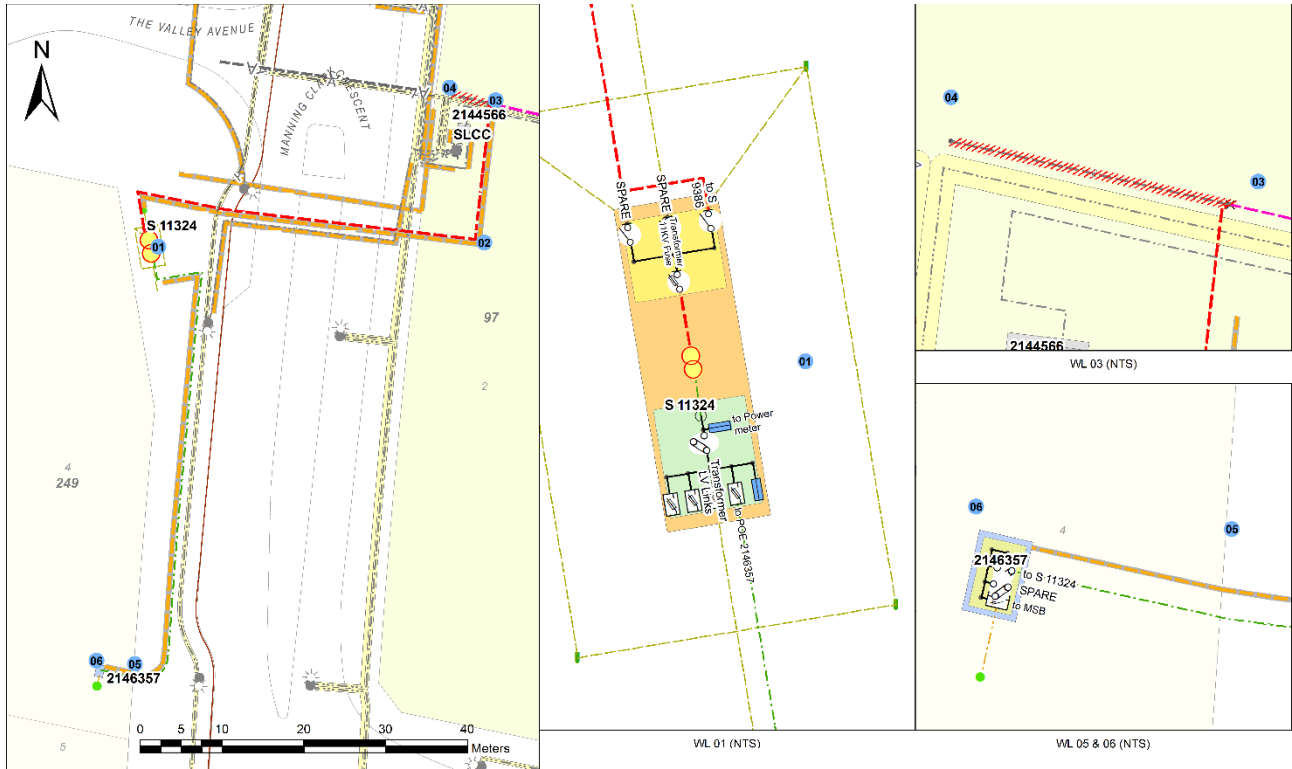 THE VALLEY AVENUE
N
MANNING CLARK CRESCENT
04
03
2144566
SLCC
S 11324
01
02
97
2
4
249
06
05
2146357
5
0 5 10 20 30 40
Meters
SPARE
SPARE
to S 9386
Transformer
11KV Fuse
01
S 11324
to Power
meter
Transformer
LV Links
to POE 2146357
WL 01 (NTS)
04
03
2144566
WL 03 (NTS)
06
4
05
2146357
to S 11324
SPARE
to MSB
WL 05 & 06 (NTS)